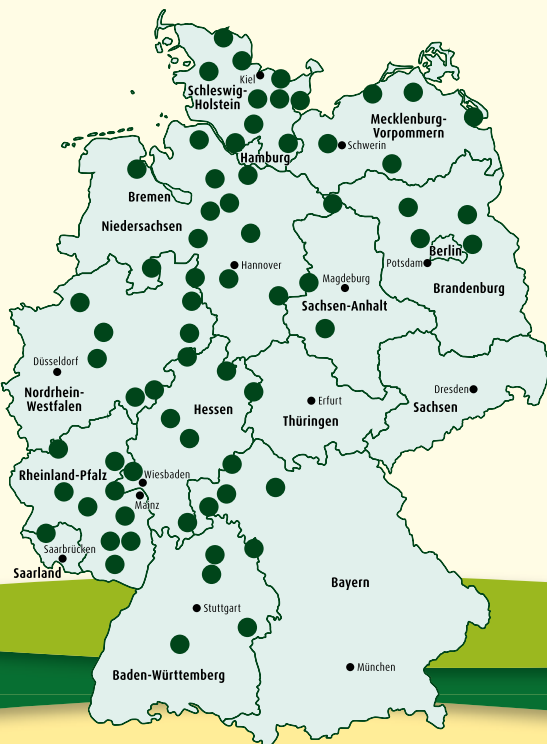 Kiel
Schleswig-
Holstein
Mecklenburg-
Vorpommern
Schwerin
Hamburg
Bremen
Niedersachsen
Berlin
Hannover
Potsdam
Magdeburg
Brandenburg
Sachsen-Anhalt
Düsseldorf
Nordrhein-
Westfalen
Dresden
Erfurt
Hessen
Sachsen
Thüringen
Rheinland-Pfalz
Wiesbaden
Mainz
Saarbrücken
Saarland
Bayern
Stuttgart
München
Baden-Württemberg